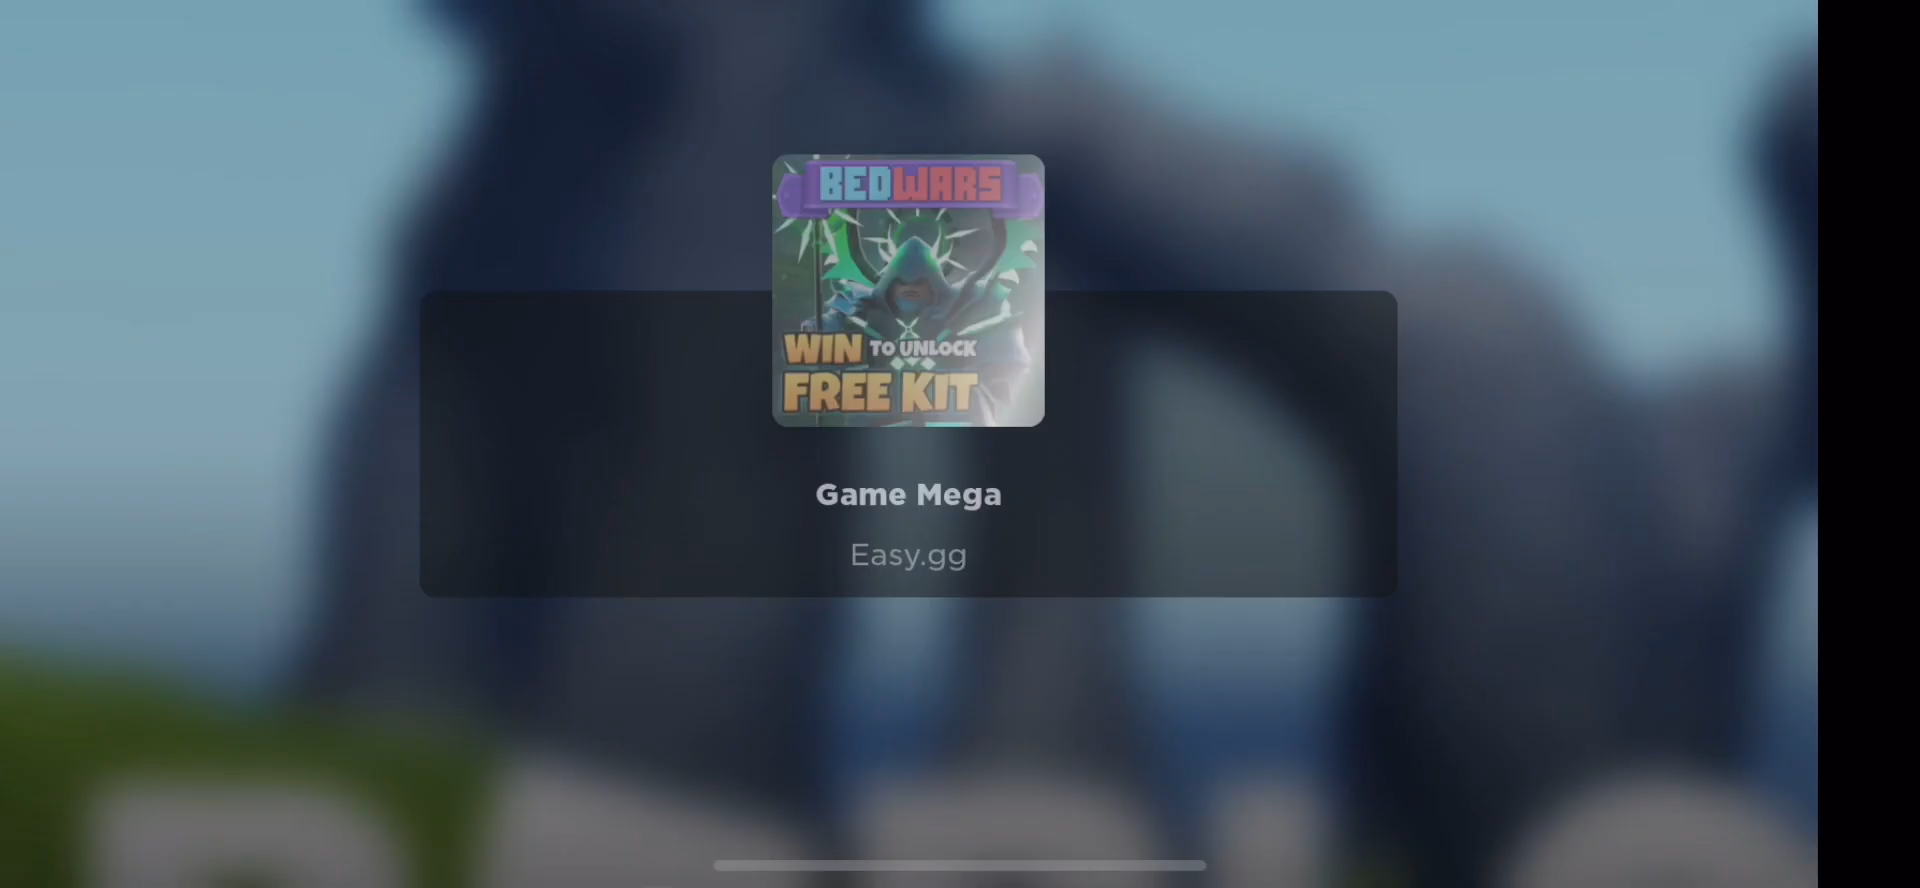 BEDWARS
WIN TO UNLOCK
FREE KIT
Game Mega
Easy.gg